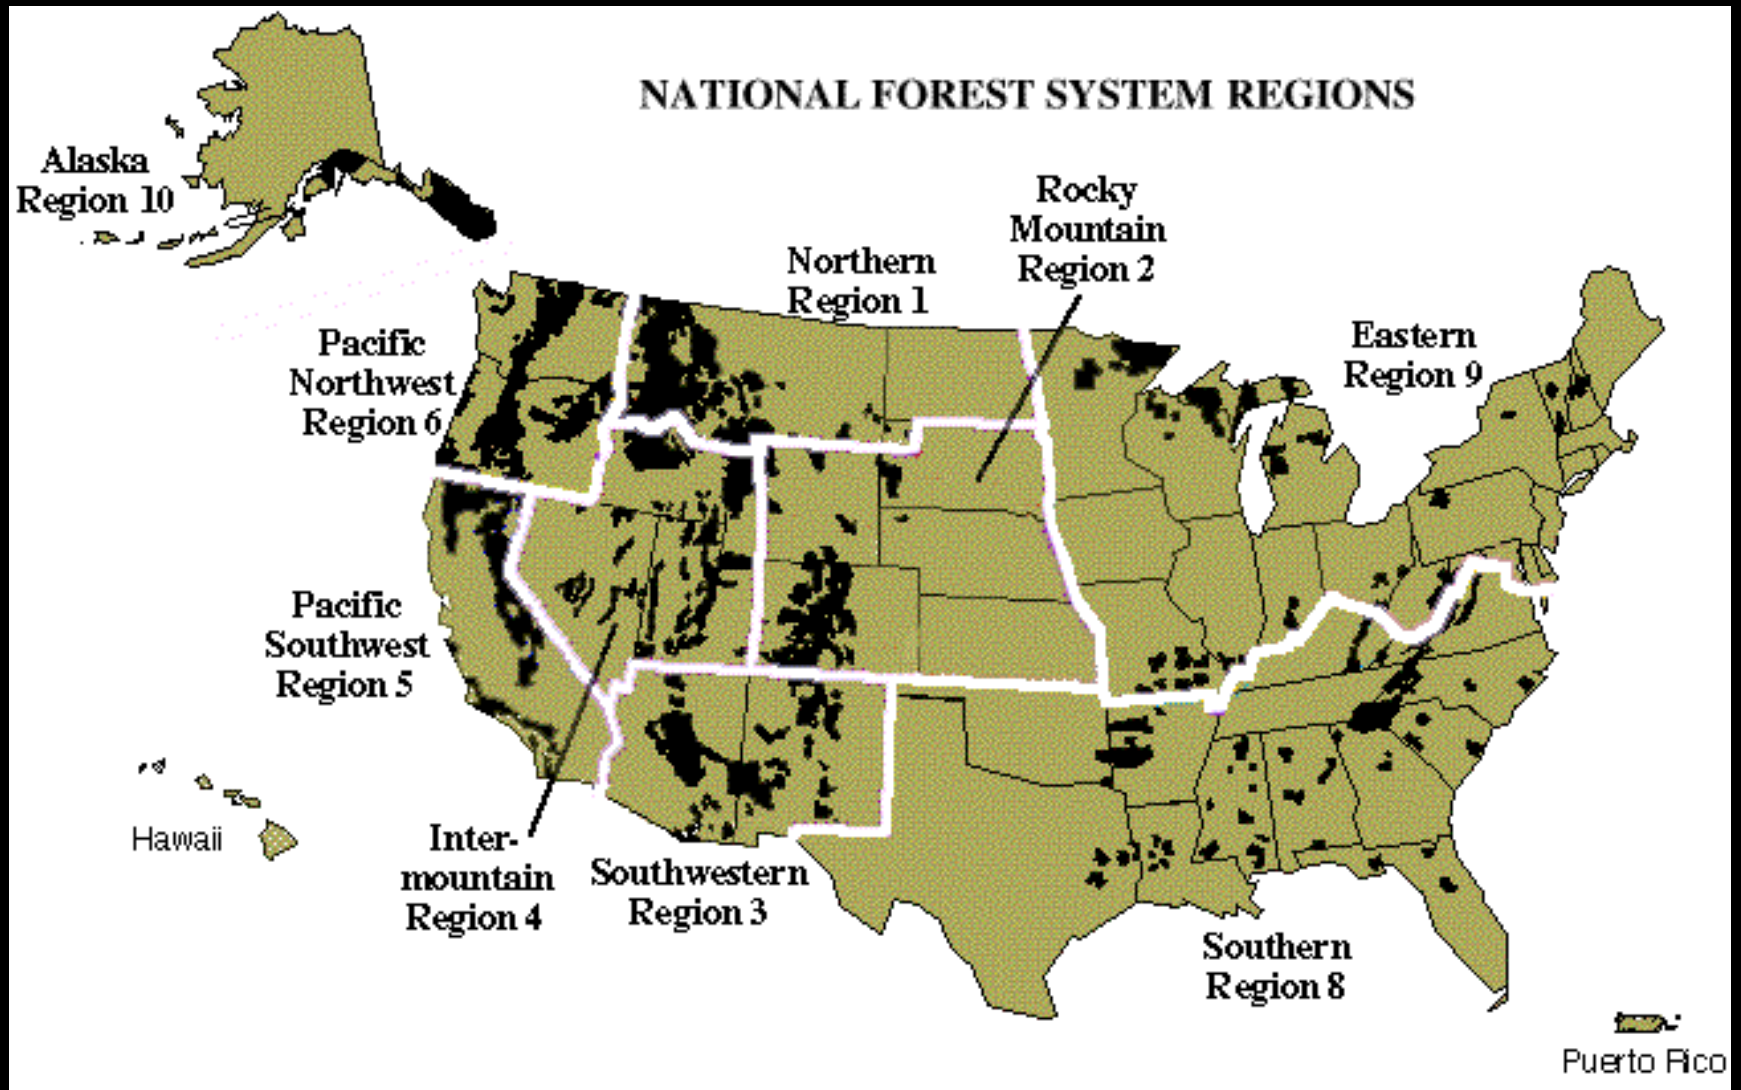 NATIONAL FOREST SYSTEM REGIONS
Alaska
Region 10
Rocky
Mountain
Region 2
Northern
Region 1
Eastern
Region 9
Pacific
Northwest
Region 6
Pacific
Southwest
Region 5
Hawaii
Inter-
mountain
Region 4
Southwestern
Region 3
Southern
Region 8
Puerto Rico